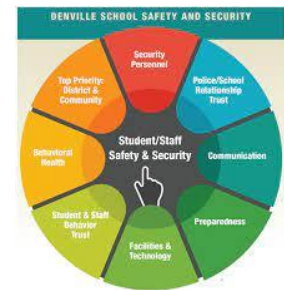 DENVILLE SCHOOL SAFETY AND SECURITY
Security
Personnel
Police/School
Relationship
Trust
Communication
Preparedness
Facilities &
Technology
Student & Staff
Behavior
Trust
Behavioral
Health
Top Priority:
District &
Community
Student/Staff
Safety & Security